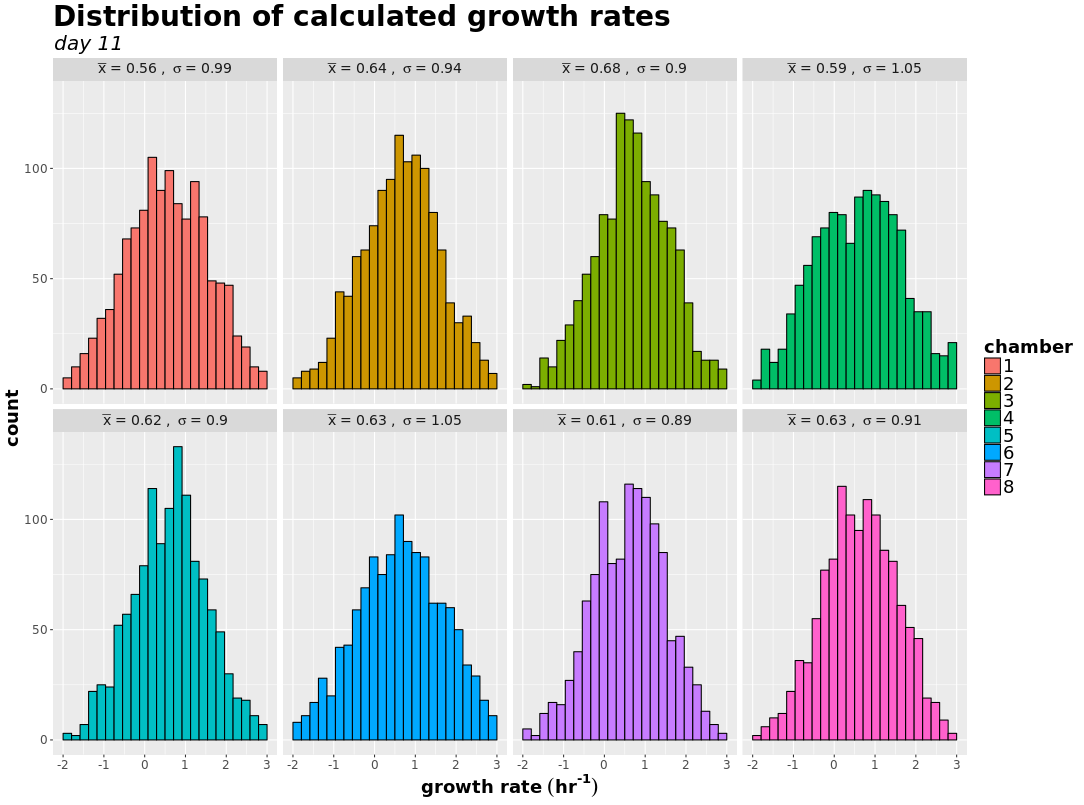 Distribution of calculated growth rates
day 11
x̅ = 0.56 , σ = 0.99
x̅ = 0.64 , σ = 0.94
x̅ = 0.68 , σ = 0.9
x̅ = 0.59 , σ = 1.05
100
50
0
x̅ = 0.62 , σ = 0.9
x̅ = 0.63 , σ = 1.05
x̅ = 0.61 , σ = 0.89
x̅ = 0.63 , σ = 0.91
100
50
0
-2 -1 0 1 2 3
-2 -1 0 1 2 3
-2 -1 0 1 2 3
-2 -1 0 1 2 3
count
growth rate (hr⁻¹)
chamber
1
2
3
4
5
6
7
8